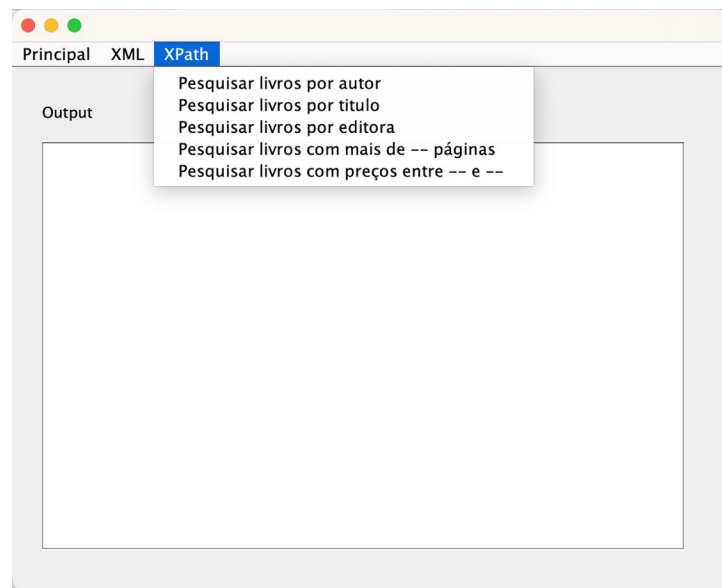 Principal XML XPath
Pesquisar livros por autor
Pesquisar livros por titulo
Pesquisar livros por editora
Pesquisar livros com mais de -- páginas
Pesquisar livros com preços entre -- e --
Output